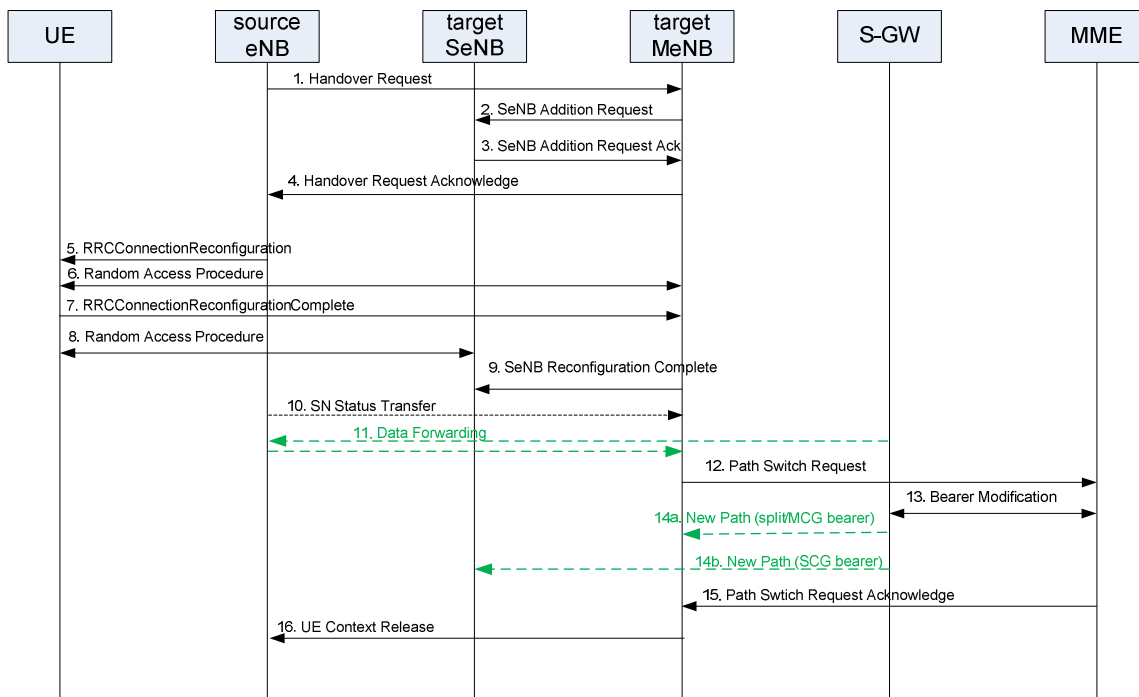 UE
source
eNB
target
SeNB
target
MeNB
S-GW
MME
1. Handover Request
2. SeNB Addition Request
3. SeNB Addition Request Ack
4. Handover Request Acknowledge
5. RRCConnectionReconfiguration
6. Random Access Procedure
7. RRCConnectionReconfigurationComplete
8. Random Access Procedure
9. SeNB Reconfiguration Complete
10. SN Status Transfer
11. Data Forwarding
12. Path Switch Request
13. Bearer Modification
14a. New Path (split/MCG bearer)
14b. New Path (SCG bearer)
15. Path Swtich Request Acknowledge
16. UE Context Release